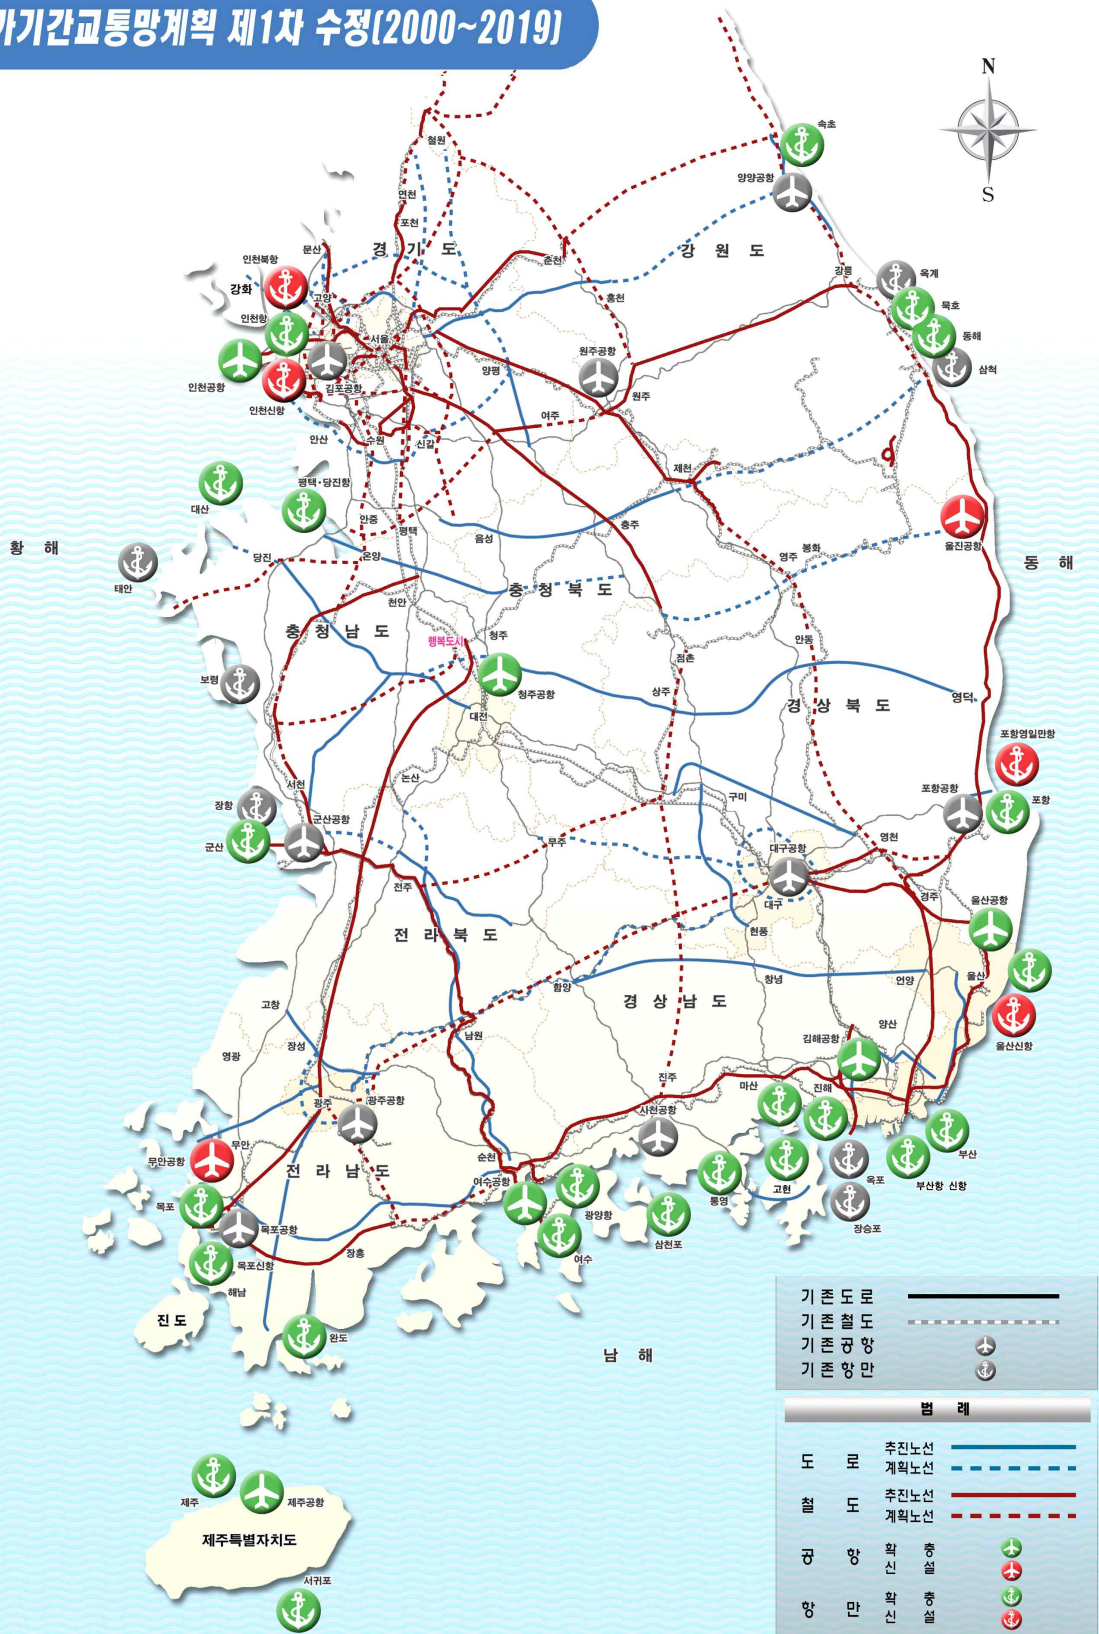 가기간교통망계획 제1차 수정(2000~2019)
N
S
속초
양양공항
철원
연천
포천
문산
경 기 도
강 원 도
춘천
인천북항
강화
고양
강릉
옥계
홍천
묵호
인천항
서울
동해
원주공항
양평
삼척
인천공항
김포공항
원주
인천신항
여주
안산
수원
신길
제천
대산
평택·당진항
안중
평택
음성
충주
울진공항
황 해
동 해
당진
온양
영주
봉화
태안
천안
충 청 북 도
충 청 남 도
행복도시
청주
안동
점촌
보령
청주공항
상주
영덕
대전
경 상 북 도
포항영일만항
논산
서천
구미
포항공항
포항
장항
군산공항
군산
무주
대구공항
영천
전주
대구
경주
울산공항
전 라 북 도
현풍
함양
창녕
언양
울산
고창
경 상 남 도
남원
양산
울산신항
장성
영광
김해공항
진주
마산
진해
광주
광주공항
사천공항
무안
부산
무안공항
전 라 남 도
순천
여수공항
통영
고현
옥포
부산항 신항
목포
광양항
장승포
목포공항
삼천포
장흥
여수
목포신항
해남
진도
완도
남 해
제주
제주공항
제주특별자치도
서귀포
기존도로
기존철도
기존공항
기존항만
범 례
도 로
추진노선
계획노선
철 도
추진노선
계획노선
공 항
확 충
신 설
항 만
확 충
신 설